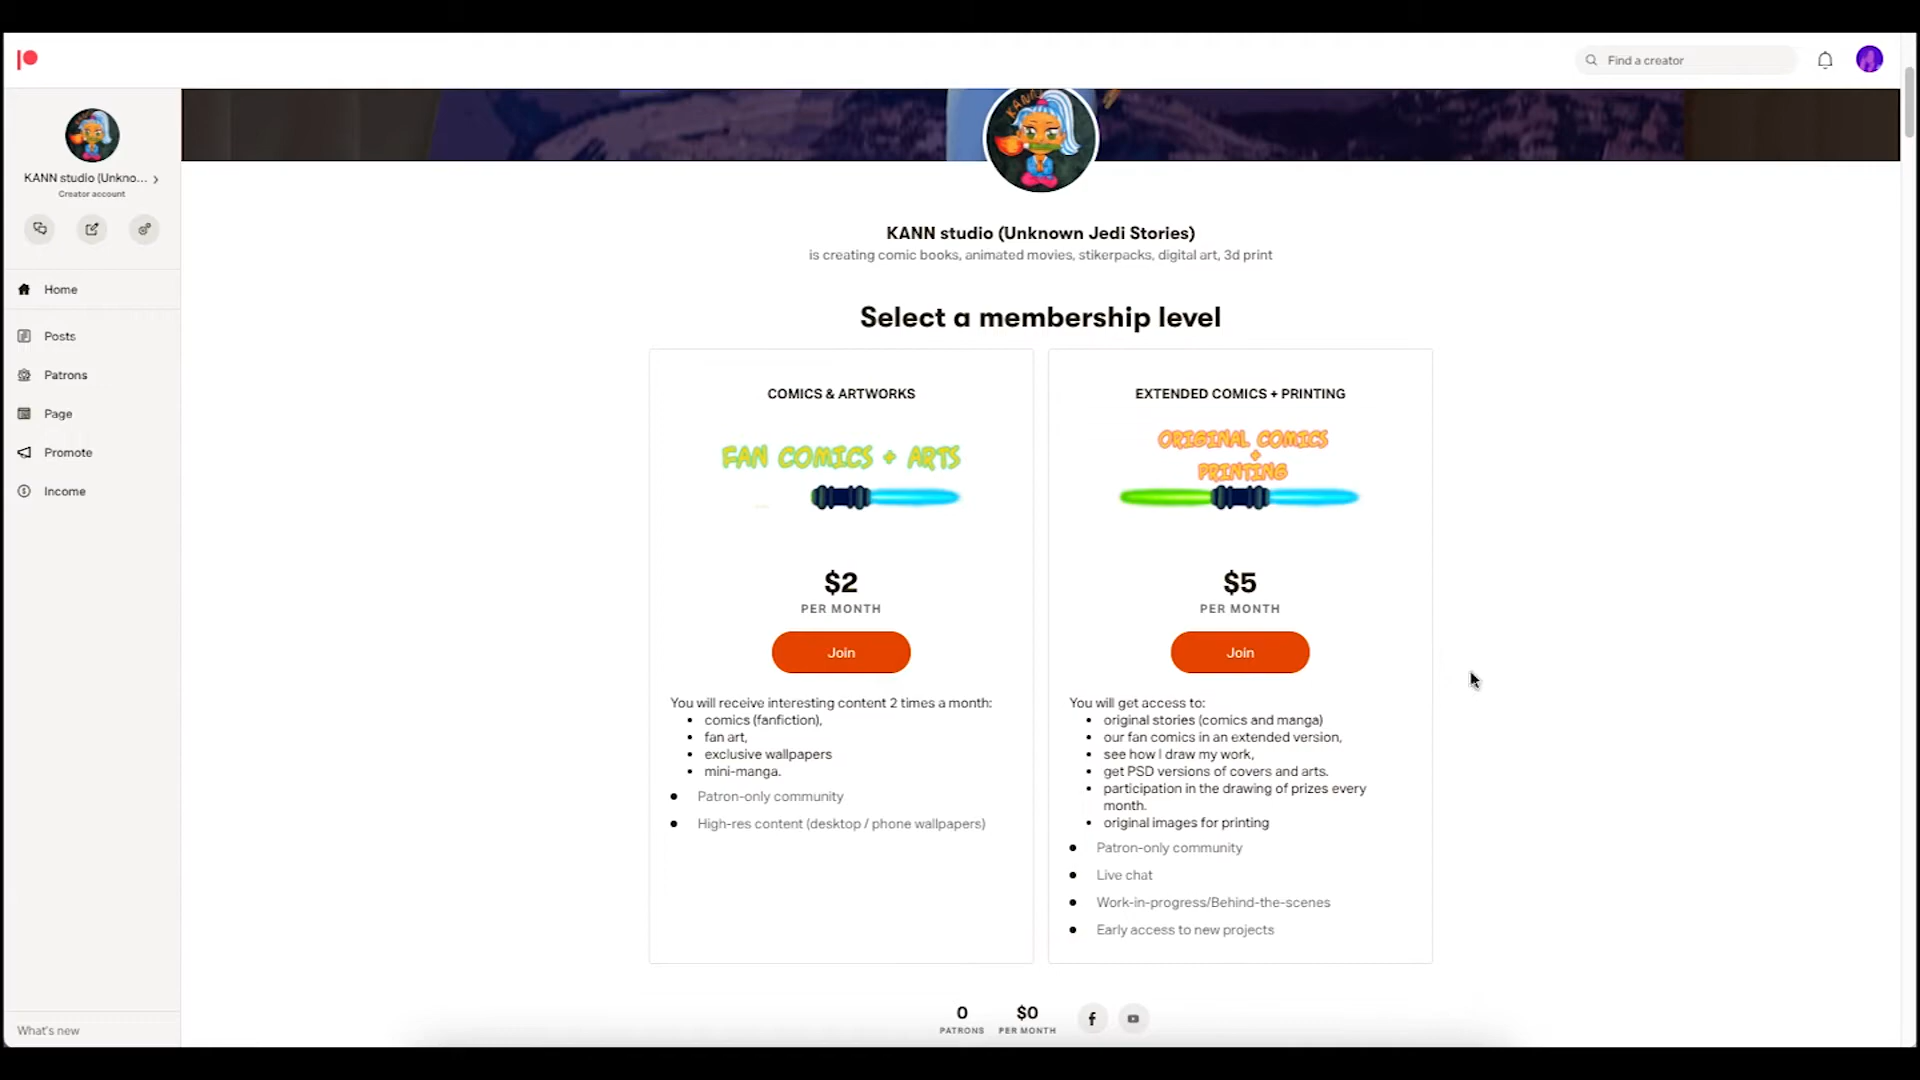 Find a creator
KANN
KANN studio (Unkno...
Creator account
Home
Posts
Patrons
Page
Promote
Income
What's new
KANN studio (Unknown Jedi Stories)
is creating comic books, animated movies, stikerpacks, digital art, 3d print
Select a membership level
COMICS & ARTWORKS
FAN COMICS + ARTS
$2
PER MONTH
Join
You will receive interesting content 2 times a month:
comics (fanfiction),
fan art,
exclusive wallpapers
mini-manga.
Patron-only community
High-res content (desktop / phone wallpapers)
EXTENDED COMICS + PRINTING
ORIGINAL COMICS
+
PRINTING
$5
PER MONTH
Join
You will get access to:
original stories (comics and manga)
our fan comics in an extended version,
see how I draw my work,
get PSD versions of covers and arts.
participation in the drawing of prizes every
month.
original images for printing
Patron-only community
Live chat
Work-in-progress/Behind-the-scenes
Early access to new projects
0 $0
PATRONS PER MONTH